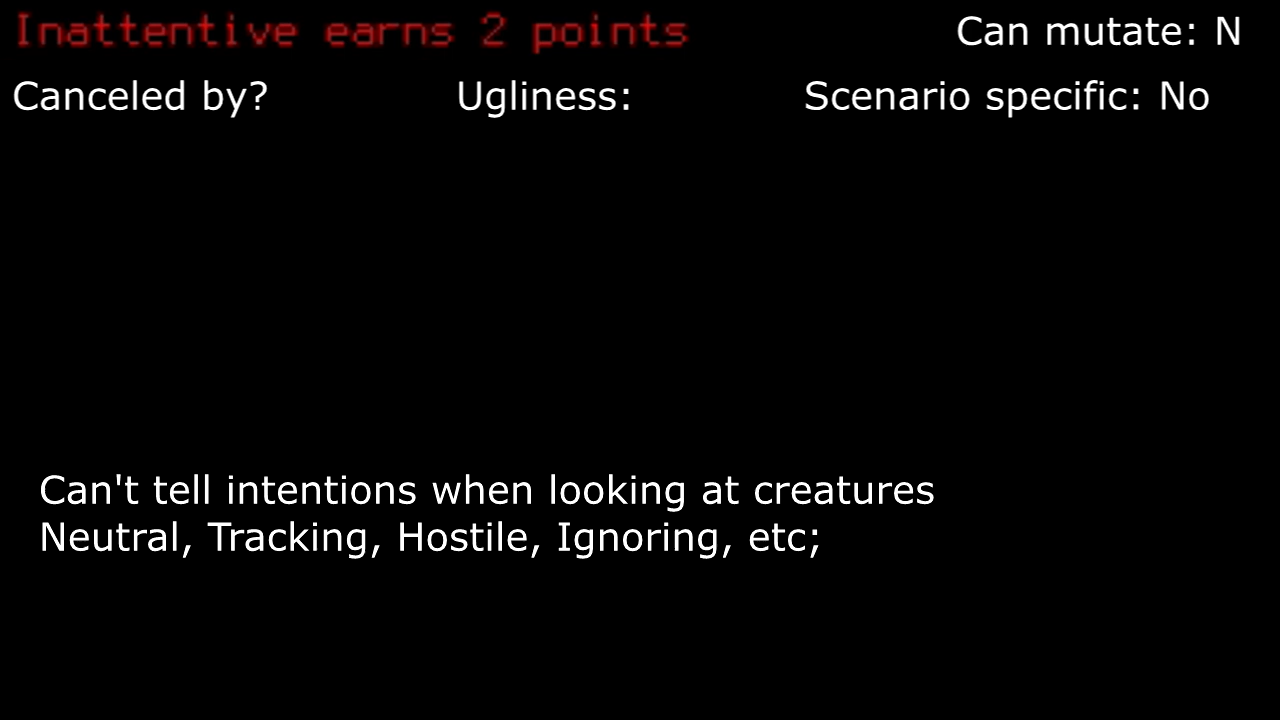 Inattentive earns 2 points
Can mutate: N
Canceled by?
Ugliness:
Scenario specific: No
Can't tell intentions when looking at creatures
Neutral, Tracking, Hostile, Ignoring, etc;